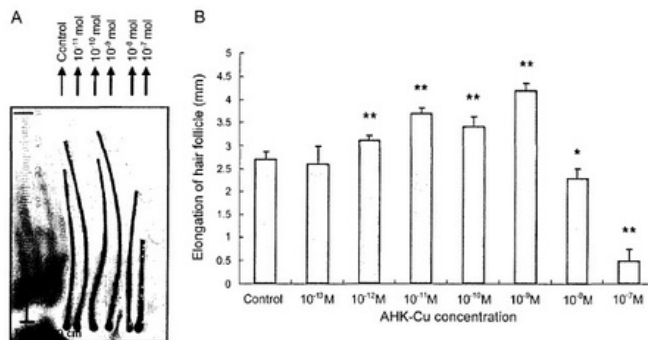 A
Control
10⁻¹¹ mol
10⁻¹⁰ mol
10⁻⁹ mol
10⁻⁸ mol
10⁻⁷ mol
cm
B
Elongation of hair follicle (mm)
5
4.5
4
3.5
3
2.5
2
1.5
1
0.5
0
** ** ** ** * **
Control 10⁻¹³M 10⁻¹²M 10⁻¹¹M 10⁻¹⁰M 10⁻⁹M 10⁻⁸M 10⁻⁷M
AHK-Cu concentration